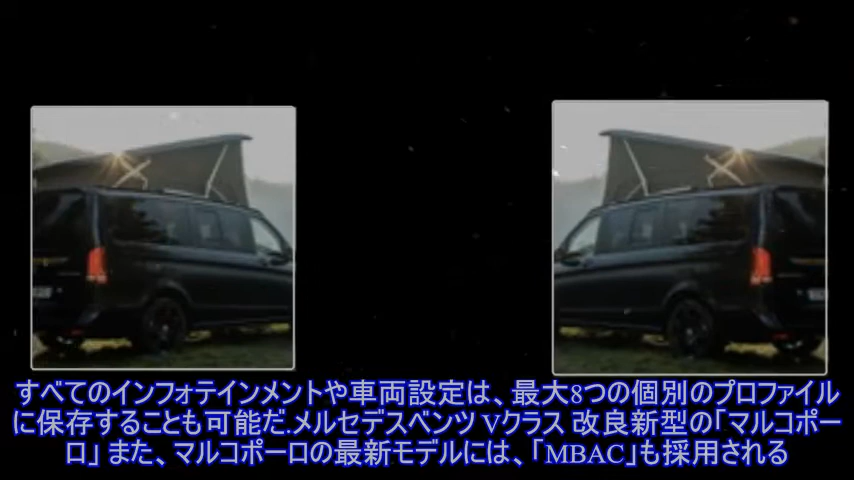 すべてのインフォテインメントや車両設定は、最大8つの個別のプロファイル
に保存することも可能だ.メルセデスベンツ Vクラス 改良新型の「マルコポー
ロ」 また、マルコポーロの最新モデルには、「MBAC」も採用される